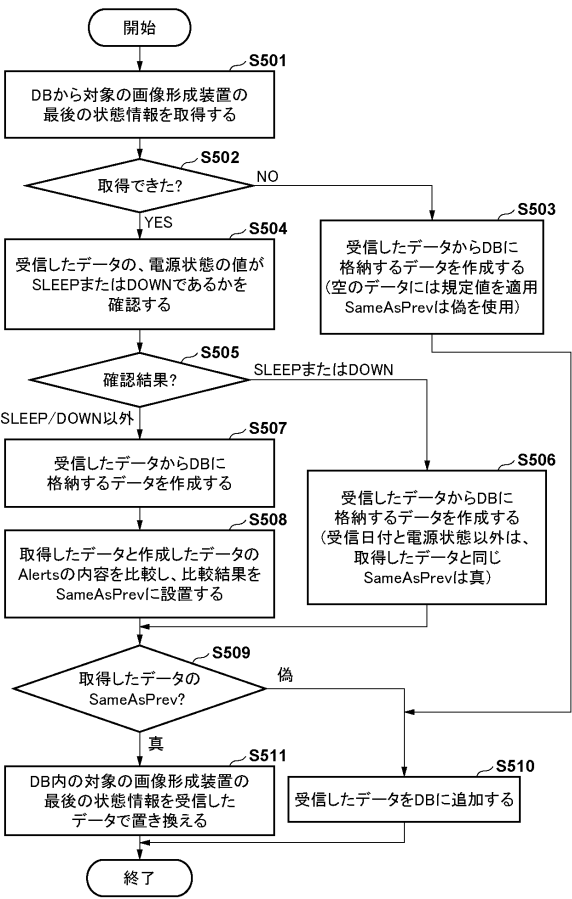 開始
S501
DBから対象の画像形成装置の
最後の状態情報を取得する
S502
取得できた?
NO
YES
S503
受信したデータからDBに
格納するデータを作成する
(空のデータには規定値を適用
SameAsPrevは偽を使用)
S504
受信したデータの、電源状態の値が
SLEEPまたはDOWNであるかを
確認する
S505
確認結果?
SLEEPまたはDOWN
SLEEP/DOWN以外
S507
受信したデータからDBに
格納するデータを作成する
S506
受信したデータからDBに
格納するデータを作成する
(受信日付と電源状態以外は、
取得したデータと同じ
SameAsPrevは真)
S508
取得したデータと作成したデータの
Alertsの内容を比較し、比較結果を
SameAsPrevに設置する
S509
取得したデータの
SameAsPrev?
偽
真
S511
DB内の対象の画像形成装置の
最後の状態情報を受信した
データで置き換える
S510
受信したデータをDBに追加する
終了